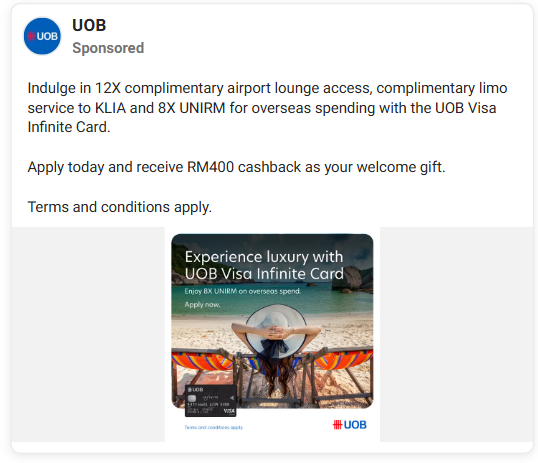 UOB
UOB
Sponsored
Indulge in 12X complimentary airport lounge access, complimentary limo
service to KLIA and 8X UNIRM for overseas spending with the UOB Visa
Infinite Card.
Apply today and receive RM400 cashback as your welcome gift.
Terms and conditions apply.
Experience luxury with
UOB Visa Infinite Card
Enjoy 8X UNIRM on overseas spend.
Apply now.
UOB
VISA
Terms and conditions apply.
UOB